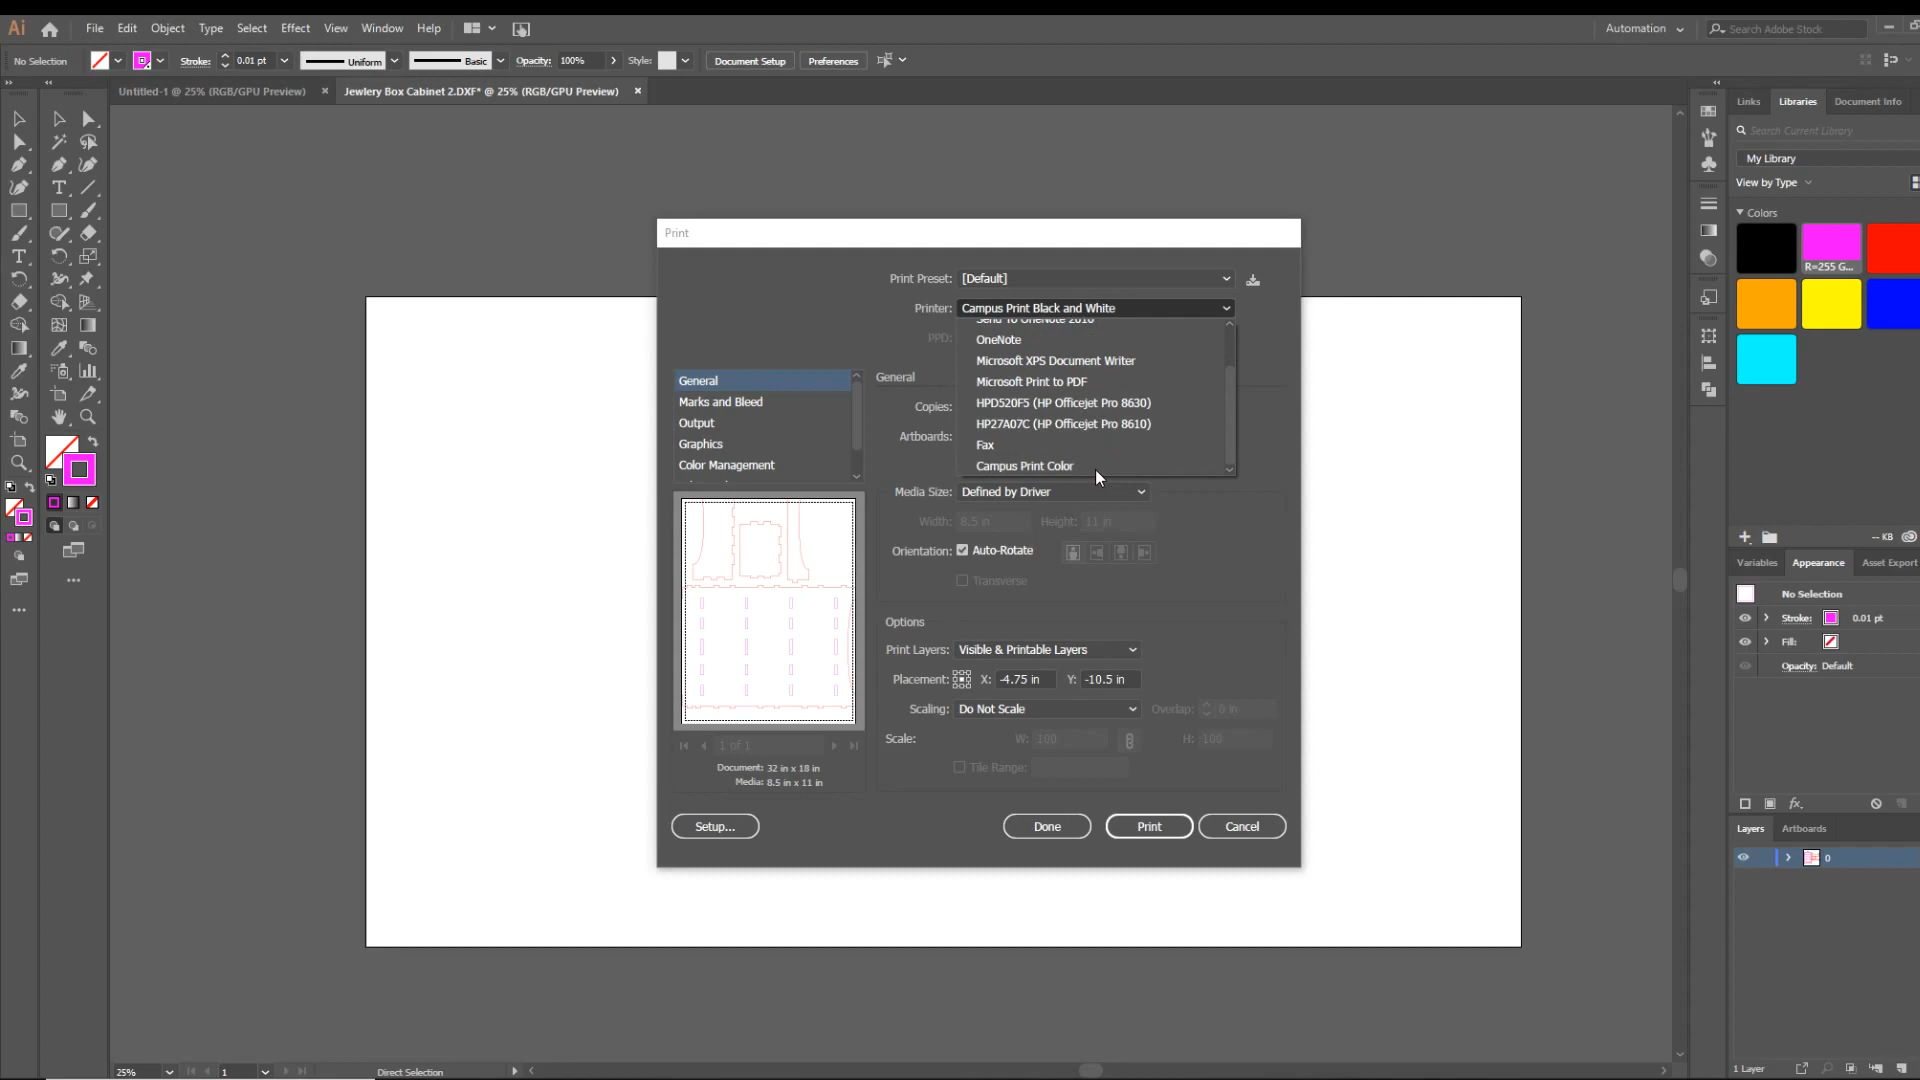 Ai File Edit Object Type Select Effect View Window Help Automation Search Adobe Stock
No Selection Stroke: 0.01 pt Uniform Basic Opacity: 100% Style: Document Setup Preferences
Untitled-1 @ 25% (RGB/GPU Preview) × Jewlery Box Cabinet 2.DXF* @ 25% (RGB/GPU Preview) ×
Links Libraries Document Info
Search Current Library
My Library
View by Type
Colors
R=255 G...
-- KB
Variables Appearance Asset Export
No Selection
Stroke: 0.01 pt
Fill:
Opacity: Default
fx.
Layers Artboards
0
1 Layer
Print
Print Preset: [Default]
Printer: Campus Print Black and White
PPD:
Send To OneNote 2016
OneNote
Microsoft XPS Document Writer
Microsoft Print to PDF
HPD520F5 (HP Officejet Pro 8630)
HP27A07C (HP Officejet Pro 8610)
Fax
Campus Print Color
General
Marks and Bleed
Output
Graphics
Color Management
General
Copies:
Artboards:
Media Size: Defined by Driver
Width: 8.5 in Height: 11 in
Orientation: Auto-Rotate
Transverse
Options
Print Layers: Visible & Printable Layers
Placement: X: -4.75 in Y: -10.5 in
Scaling: Do Not Scale Overlap: 0 in
Scale: W: 100 H: 100
Tile Range:
1 of 1
Document: 32 in x 18 in
Media: 8.5 in x 11 in
Setup... Done Print Cancel
25% 1 Direct Selection